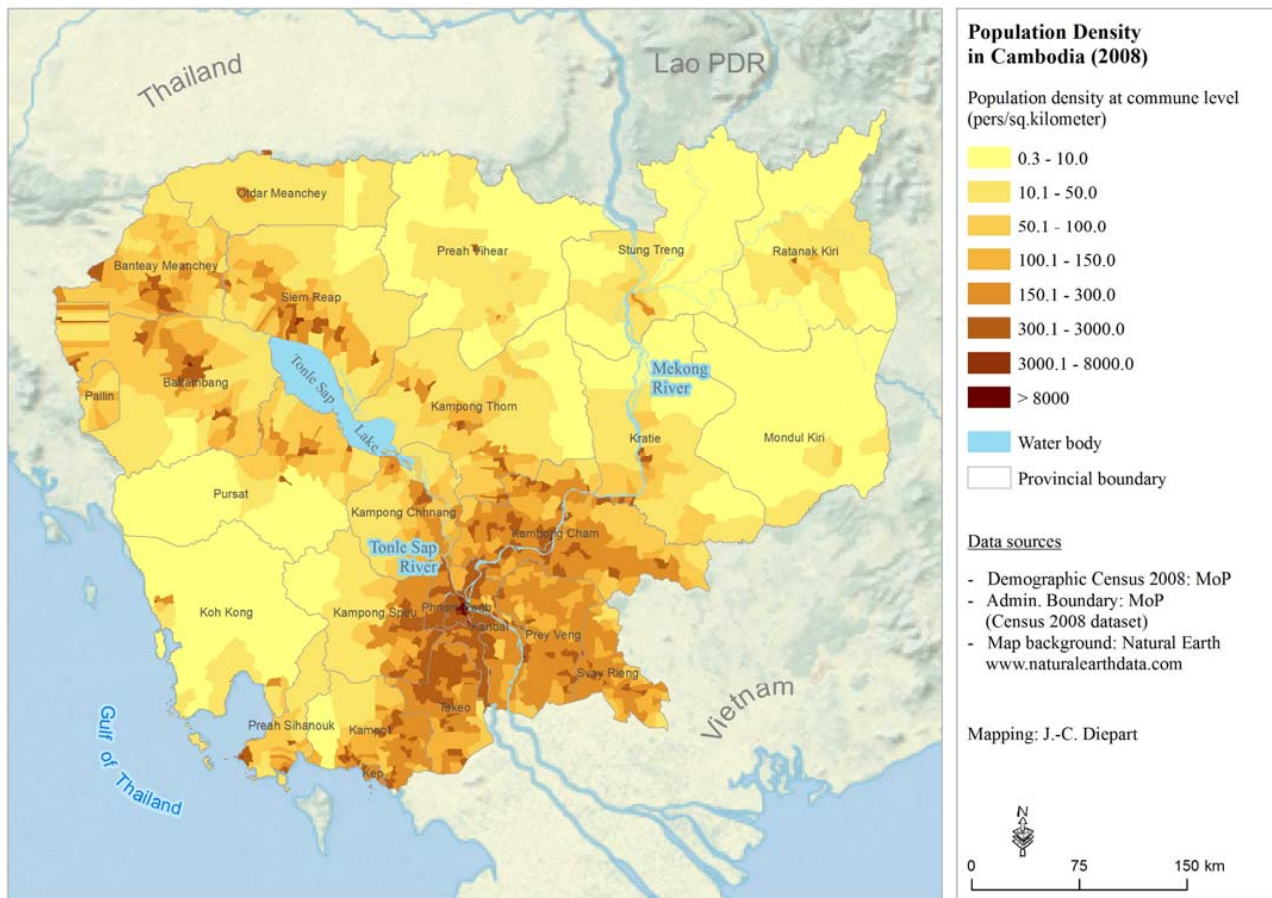 Thailand
Lao PDR
Otdar Meanchey
Preah Vihear
Stung Treng
Ratanak Kiri
Banteay Meanchey
Siem Reap
Tonle Sap
Lake
Mekong
River
Battambang
Pailin
Kampong Thom
Kratie
Mondul Kiri
Pursat
Kampong Chhnang
Kampong Cham
Tonle Sap
River
Koh Kong
Kampong Speu
Phnom Penh
Kandal
Prey Veng
Svay Rieng
Takeo
Preah Sihanouk
Kampot
Kep
Vietnam
Gulf of Thailand
Population Density
in Cambodia (2008)
Population density at commune level
(pers/sq.kilometer)
0.3 - 10.0
10.1 - 50.0
50.1 - 100.0
100.1 - 150.0
150.1 - 300.0
300.1 - 3000.0
3000.1 - 8000.0
> 8000
Water body
Provincial boundary
Data sources
- Demographic Census 2008: MoP
- Admin. Boundary: MoP
(Census 2008 dataset)
- Map background: Natural Earth
www.naturalearthdata.com
Mapping: J.-C. Diepart
N
0 75 150 km